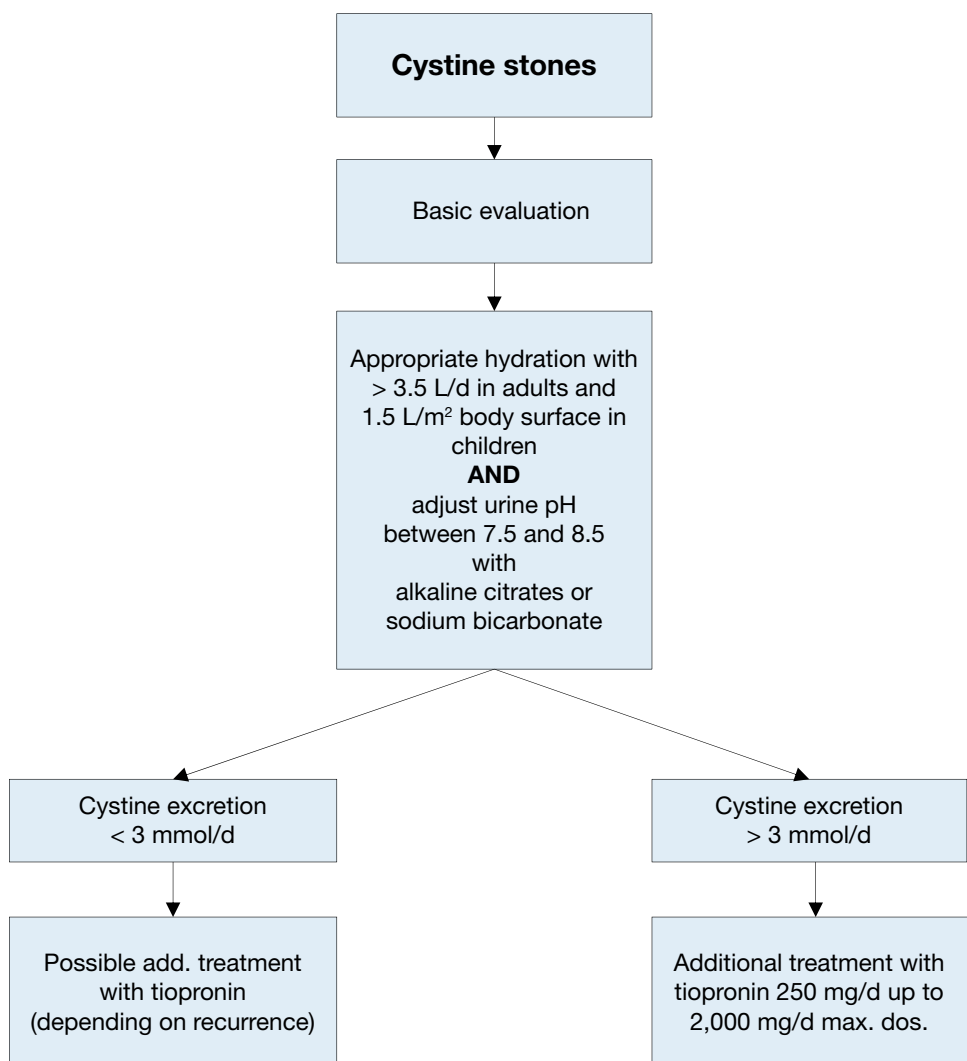 Cystine stones
Basic evaluation
Appropriate hydration with
> 3.5 L/d in adults and
1.5 L/m² body surface in
children
AND
adjust urine pH
between 7.5 and 8.5
with
alkaline citrates or
sodium bicarbonate
Cystine excretion
< 3 mmol/d
Cystine excretion
> 3 mmol/d
Possible add. treatment
with tiopronin
(depending on recurrence)
Additional treatment with
tiopronin 250 mg/d up to
2,000 mg/d max. dos.